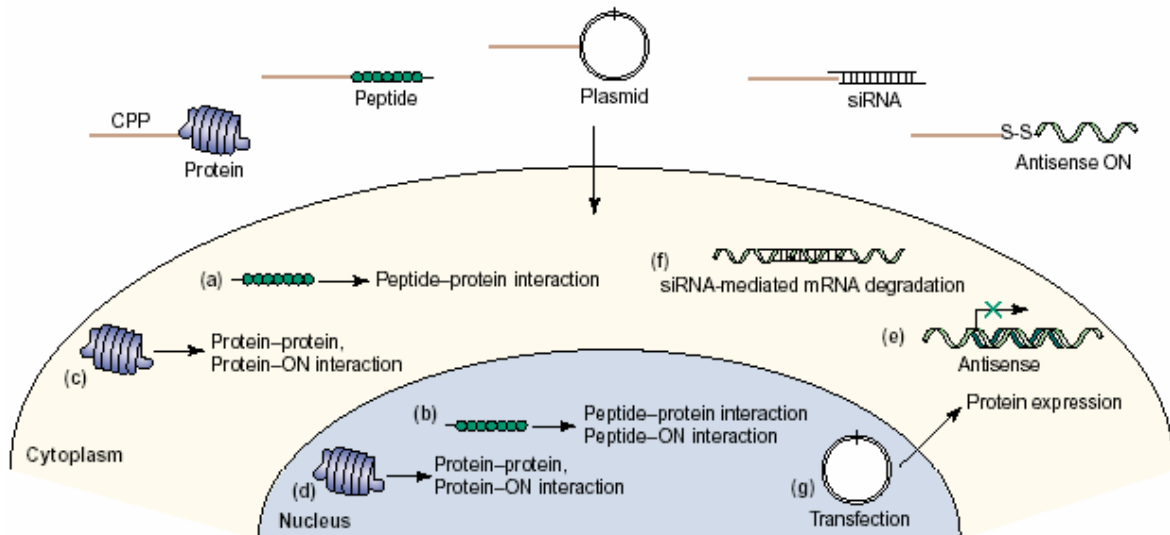 Plasmid
Peptide
siRNA
CPP
S-S
Protein
Antisense ON
(a)
Peptide–protein interaction
(f)
siRNA-mediated mRNA degradation
(c)
Protein–protein,
Protein–ON interaction
(e)
Antisense
Protein expression
(b)
Peptide–protein interaction
Peptide–ON interaction
Cytoplasm
(d)
Protein–protein,
Protein–ON interaction
(g)
Nucleus
Transfection